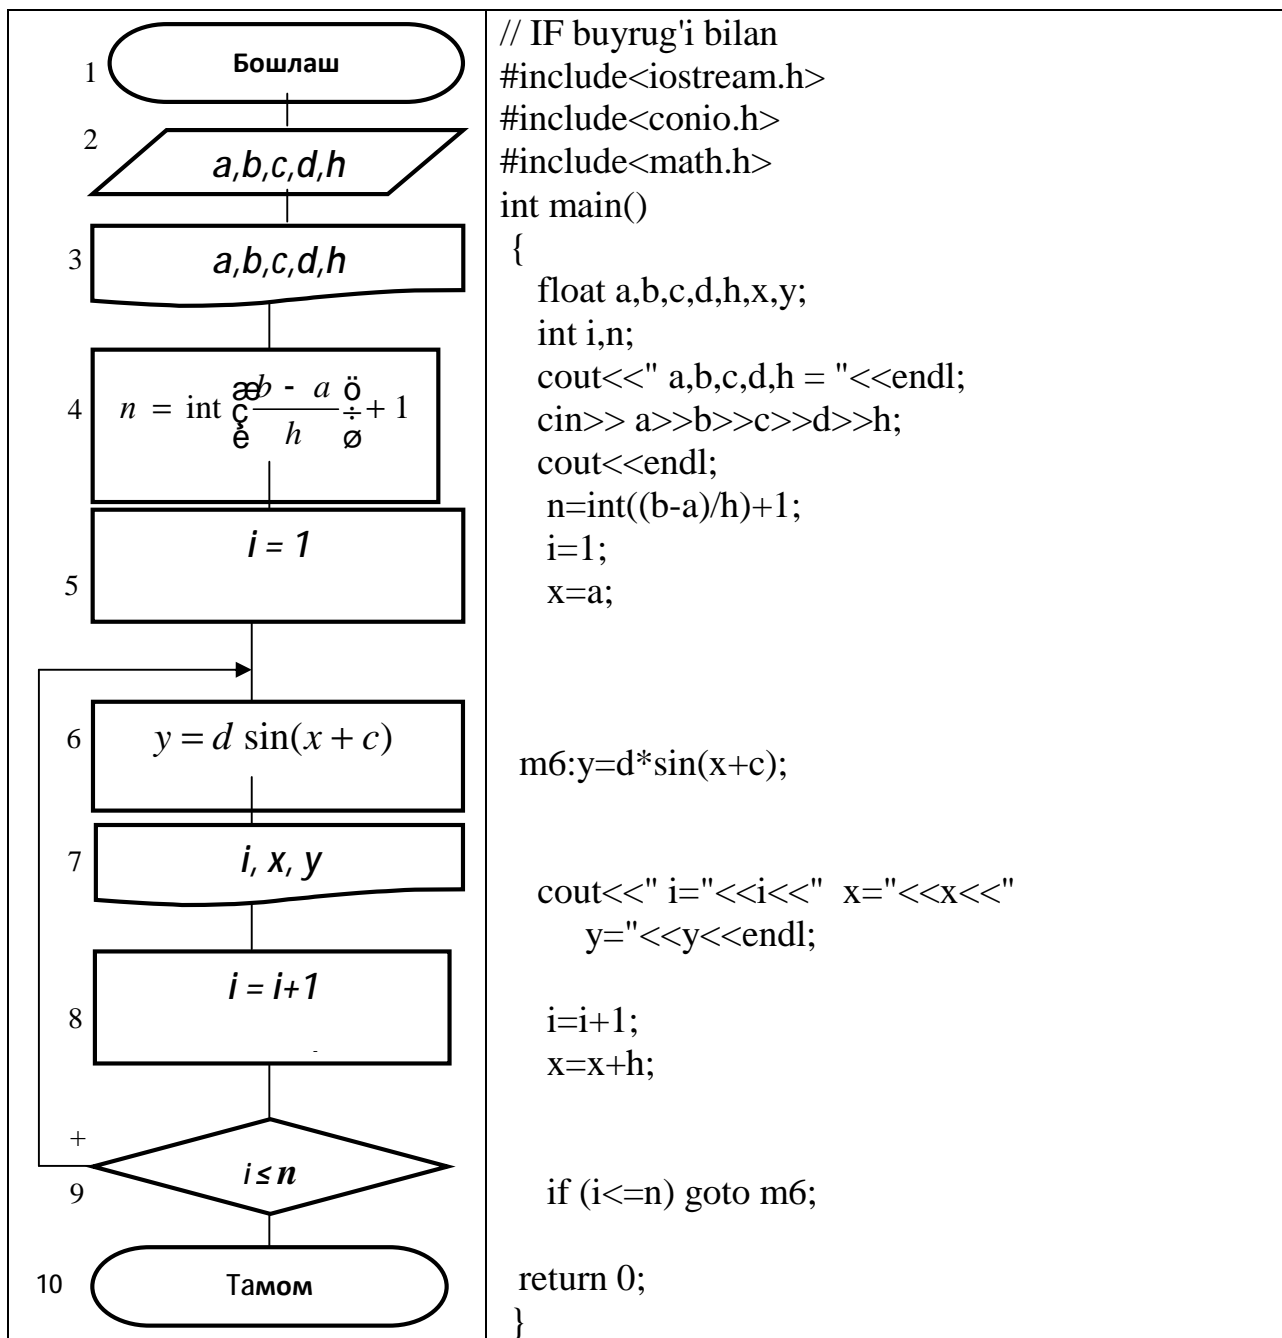 1 Бошлаш
2 a,b,c,d,h
3 a,b,c,d,h
4 n = int æb - aö
ç ÷+ 1
è h ø
i = 1
5
6 y = d sin(x + c)
7 i, x, y
i = i+1
8
+
i ≤ n
9
10 Тамом
// IF buyrug'i bilan
#include<iostream.h>
#include<conio.h>
#include<math.h>
int main()
{
float a,b,c,d,h,x,y;
int i,n;
cout<<" a,b,c,d,h = "<<endl;
cin>> a>>b>>c>>d>>h;
cout<<endl;
n=int((b-a)/h)+1;
i=1;
x=a;
m6:y=d*sin(x+c);
cout<<" i="<<i<<"  x="<<x<<"
y="<<y<<endl;
i=i+1;
x=x+h;
if (i<=n) goto m6;
return 0;
}